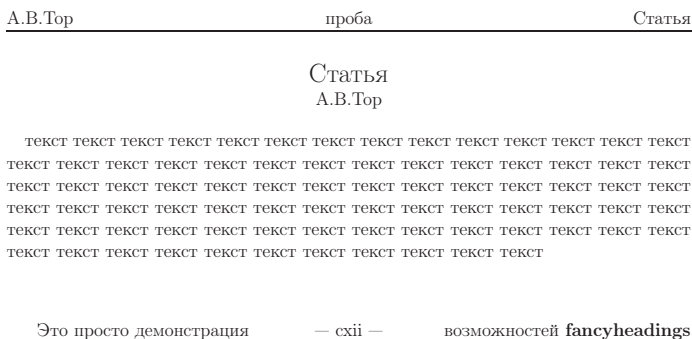 А.В.Тор проба Статья
Статья
А.В.Тор
текст текст текст текст текст текст текст текст текст текст текст текст текст текст
текст текст текст текст текст текст текст текст текст текст текст текст текст текст
текст текст текст текст текст текст текст текст текст текст текст текст текст текст
текст текст текст текст текст текст текст текст текст текст текст текст текст текст
текст текст текст текст текст текст текст текст текст текст текст текст текст текст
текст текст текст текст текст текст текст текст текст текст текст
Это просто демонстрация — cxii — возможностей fancyheadings